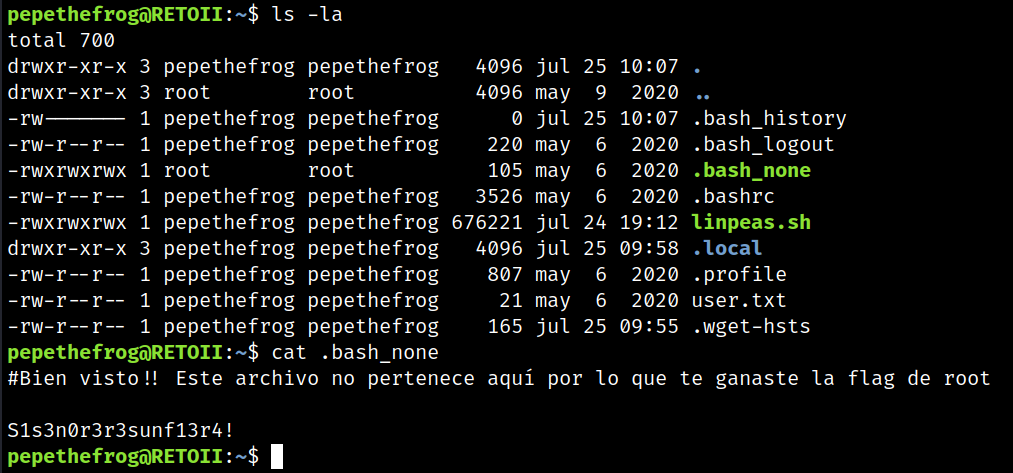 pepethefrog@RETOII:~$ ls -la
total 700
drwxr-xr-x 3 pepethefrog pepethefrog   4096 jul 25 10:07 .
drwxr-xr-x 3 root        root          4096 may  9  2020 ..
-rw------- 1 pepethefrog pepethefrog      0 jul 25 10:07 .bash_history
-rw-r--r-- 1 pepethefrog pepethefrog    220 may  6  2020 .bash_logout
-rwxrwxrwx 1 root        root           105 may  6  2020 .bash_none
-rw-r--r-- 1 pepethefrog pepethefrog   3526 may  6  2020 .bashrc
-rwxrwxrwx 1 pepethefrog pepethefrog 676221 jul 24 19:12 linpeas.sh
drwxr-xr-x 3 pepethefrog pepethefrog   4096 jul 25 09:58 .local
-rw-r--r-- 1 pepethefrog pepethefrog    807 may  6  2020 .profile
-rw-r--r-- 1 pepethefrog pepethefrog     21 may  6  2020 user.txt
-rw-r--r-- 1 pepethefrog pepethefrog    165 jul 25 09:55 .wget-hsts
pepethefrog@RETOII:~$ cat .bash_none
#Bien visto!! Este archivo no pertenece aquí por lo que te ganaste la flag de root
S1s3n0r3r3sunf13r4!
pepethefrog@RETOII:~$